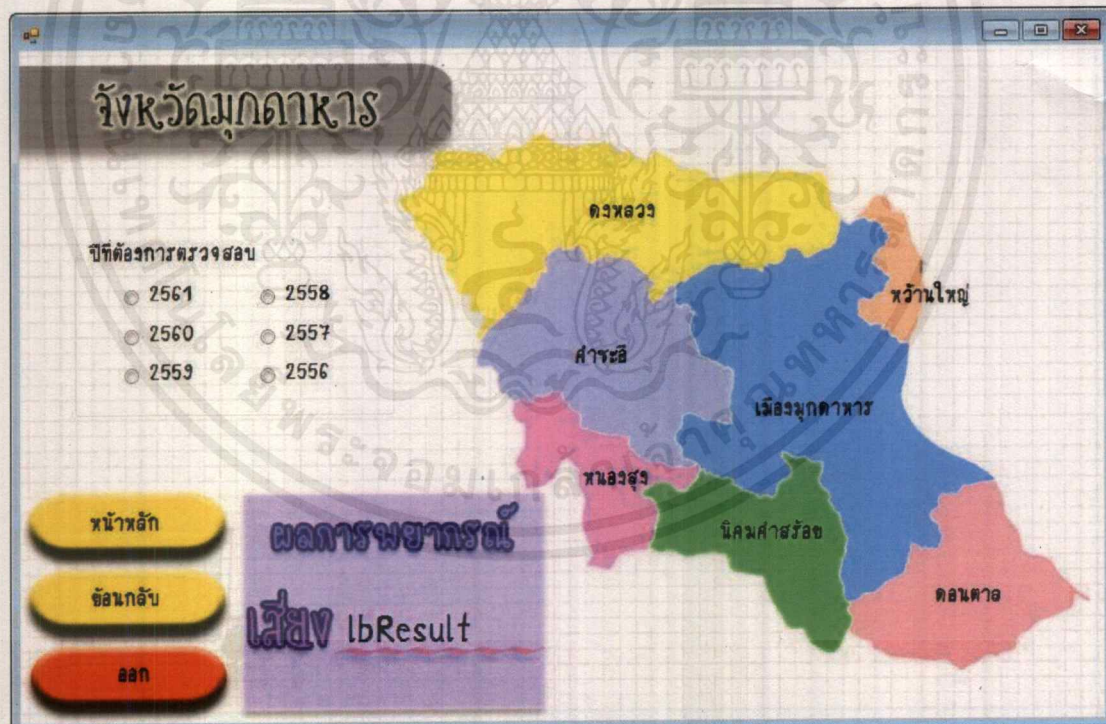 จังหวัดมุกดาหาร
ดงหลวง
หว้านใหญ่
ปีที่ต้องการตรวจสอบ
2561 2558
2560 2557
2559 2556
คำชะอี
เมืองมุกดาหาร
หนองสูง
นิคมคำสร้อย
ดอนตาล
หน้าหลัก
ย้อนกลับ
ออก
ผลการพยากรณ์
เสี่ยง lbResult